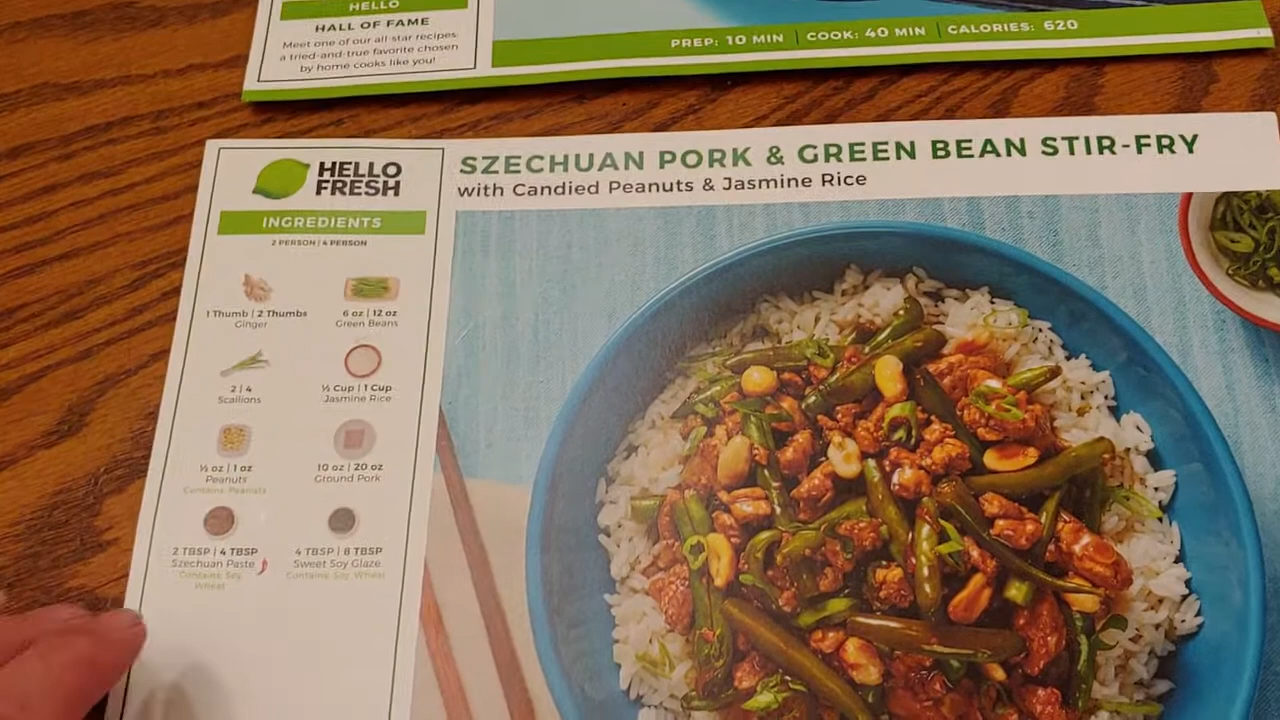 HELLO
HALL OF FAME
Meet one of our all-star recipes
a tried-and-true favorite chosen
by home cooks like you!
PREP: 10 MIN | COOK: 40 MIN | CALORIES: 620
HELLO
FRESH
INGREDIENTS
2 PERSON | 4 PERSON
1 Thumb | 2 Thumbs
Ginger
6 oz | 12 oz
Green Beans
2 | 4
Scallions
½ Cup | 1 Cup
Jasmine Rice
½ oz | 1 oz
Peanuts
Contains: Peanuts
10 oz | 20 oz
Ground Pork
2 TBSP | 4 TBSP
Szechuan Paste
Contains: Soy,
Wheat
4 TBSP | 8 TBSP
Sweet Soy Glaze
Contains: Soy, Wheat
SZECHUAN PORK & GREEN BEAN STIR-FRY
with Candied Peanuts & Jasmine Rice